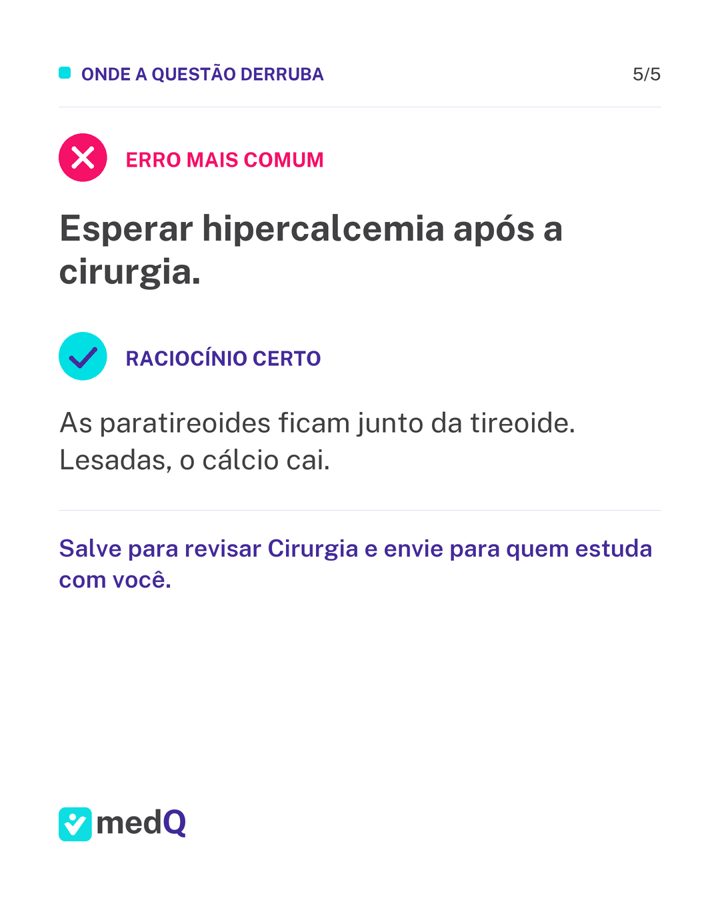 ONDE A QUESTÃO DERRUBA
5/5
ERRO MAIS COMUM
Esperar hipercalcemia após a
cirurgia.
RACIOCÍNIO CERTO
As paratireoides ficam junto da tireoide.
Lesadas, o cálcio cai.
Salve para revisar Cirurgia e envie para quem estuda
com você.
medQ